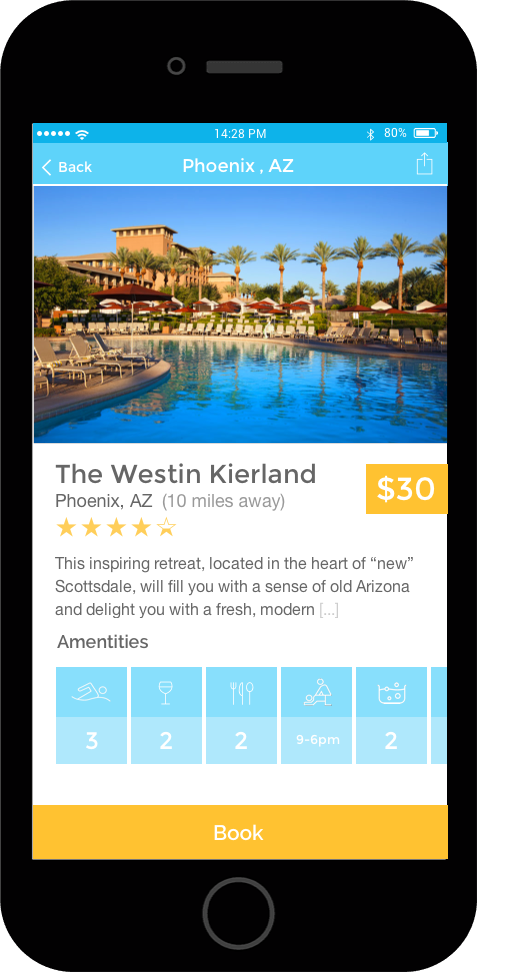 14:28 PM
80%
Back
Phoenix , AZ
The Westin Kierland
$30
Phoenix, AZ (10 miles away)
This inspiring retreat, located in the heart of “new”
Scottsdale, will fill you with a sense of old Arizona
and delight you with a fresh, modern [...]
Amentities
3 2 2 9-6pm 2
Book